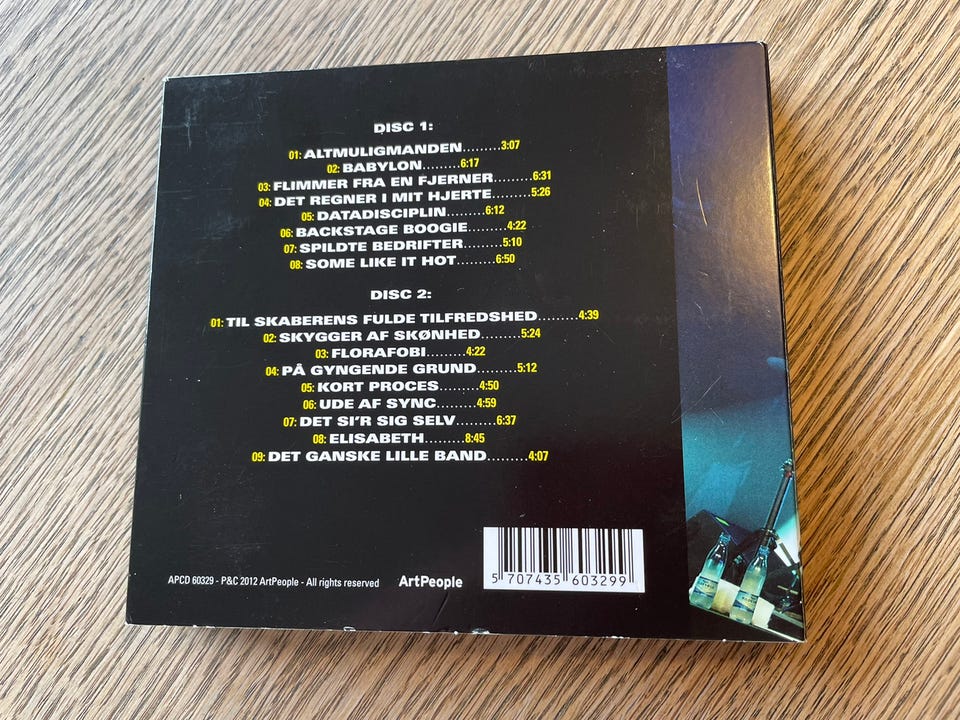 DISC 1:
01: ALTMULIGMANDEN.........3:07
02: BABYLON.........6:17
03: FLIMMER FRA EN FJERNER.........6:31
04: DET REGNER I MIT HJERTE.........5:26
05: DATADISCIPLIN.........6:12
06: BACKSTAGE BOOGIE.........4:22
07: SPILDTE BEDRIFTER.........5:10
08: SOME LIKE IT HOT.........6:50
DISC 2:
01: TIL SKABERENS FULDE TILFREDSHED.........4:39
02: SKYGGER AF SKØNHED.........5:24
03: FLORAFOBI.........4:22
04: PÅ GYNGENDE GRUND.........5:12
05: KORT PROCES.........4:50
06: UDE AF SYNC.........4:59
07: DET SI'R SIG SELV.........6:37
08: ELISABETH.........8:45
09: DET GANSKE LILLE BAND.........4:07
APCD 60329 - P&C 2012 ArtPeople - All rights reserved ArtPeople
5 707435 603299